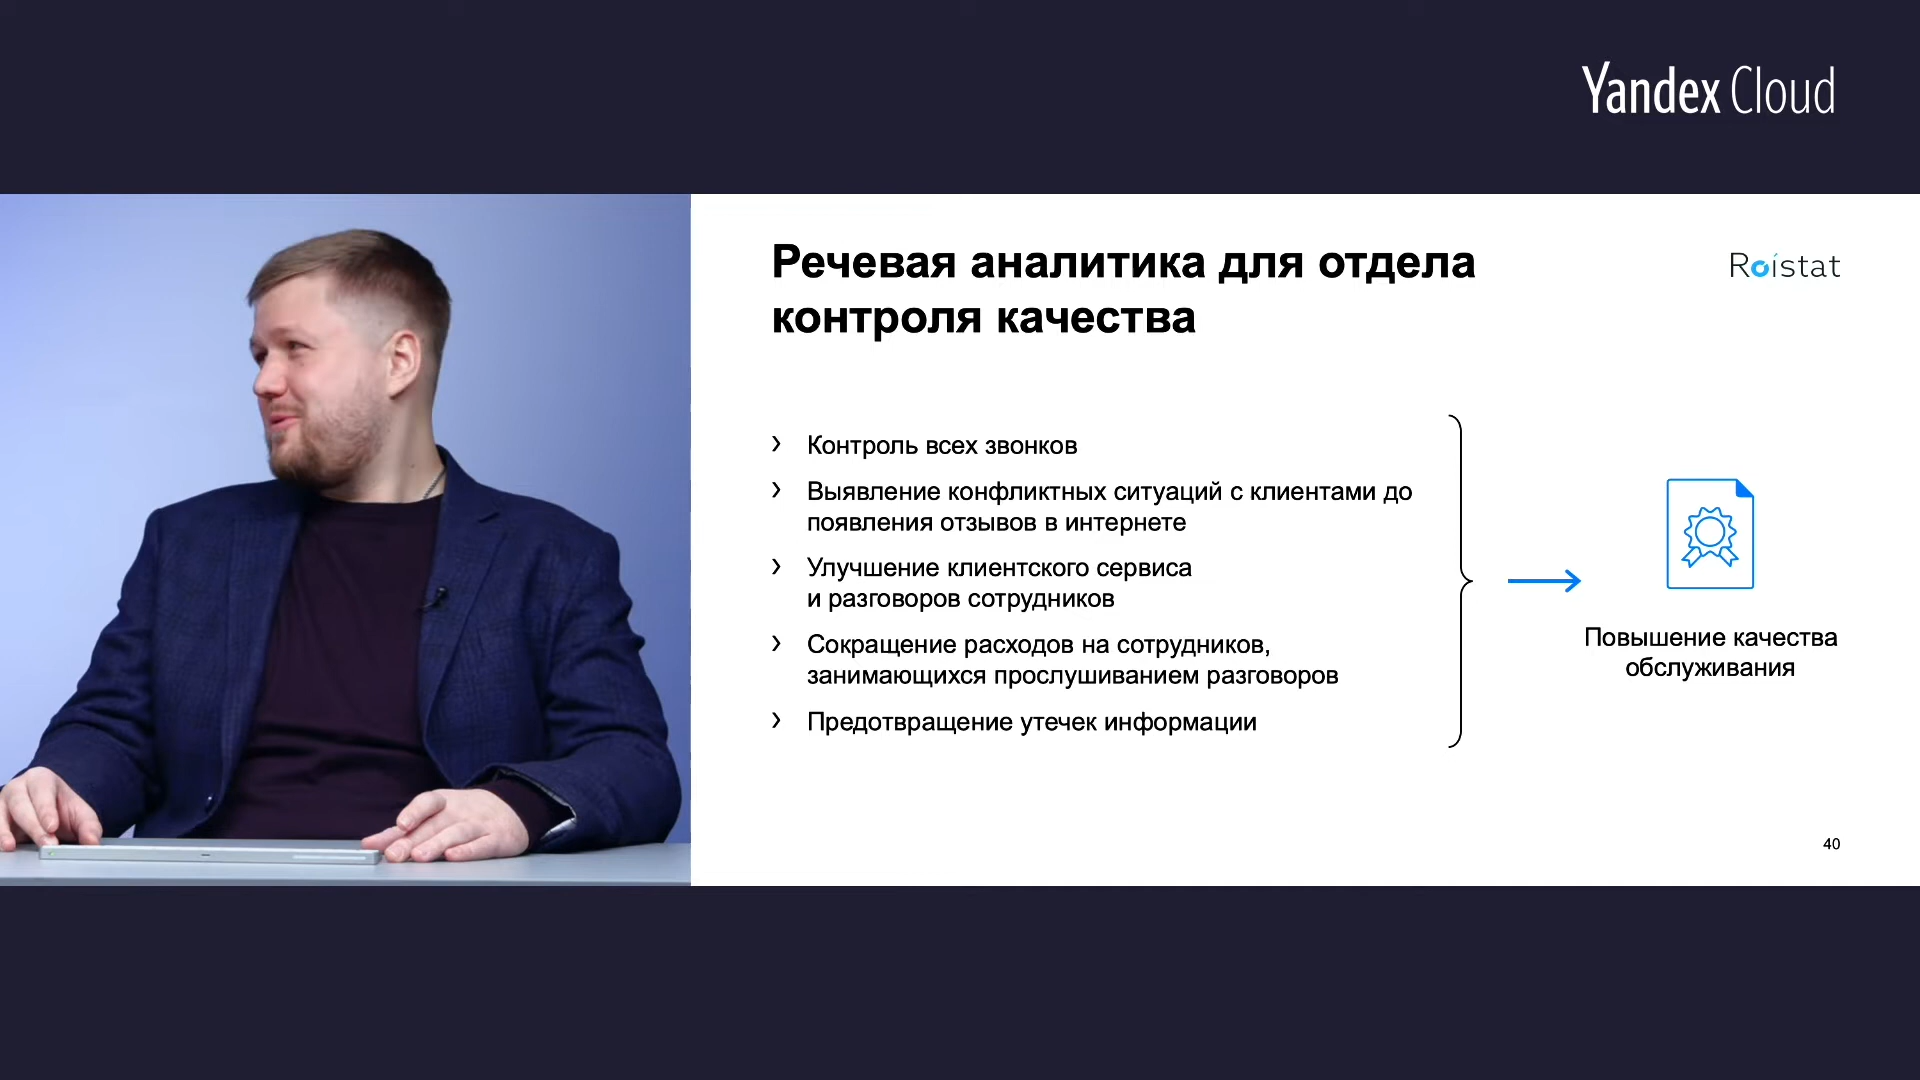 Yandex Cloud
Речевая аналитика для отдела
контроля качества
Roistat
› Контроль всех звонков
› Выявление конфликтных ситуаций с клиентами до
появления отзывов в интернете
› Улучшение клиентского сервиса
и разговоров сотрудников
› Сокращение расходов на сотрудников,
занимающихся прослушиванием разговоров
› Предотвращение утечек информации
Повышение качества
обслуживания
40